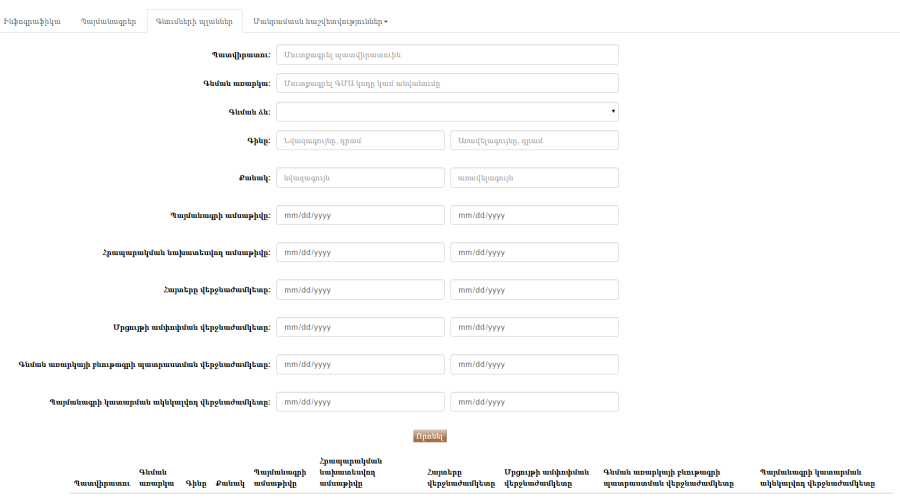 Ինֆոգրաֆիկա Պայմանագրեր Գնումների պլաններ Մանրամասն հաշվետվություններ
Պատվիրատու: Մուտքագրել պատվիրատուին
Գնման առարկա: Մուտքագրել ԳՄԱ կոդը կամ անվանումը
Գնման ձև:
Գինը: Նվազագույնը, դրամ Առավելագույնը, դրամ
Քանակ: նվազագույն առավելագույն
Պայմանագրի ամսաթիվը: mm/dd/yyyy mm/dd/yyyy
Հրապարակման նախատեսվող ամսաթիվը: mm/dd/yyyy mm/dd/yyyy
Հայտերը վերջնաժամկետը: mm/dd/yyyy mm/dd/yyyy
Մրցույթի ամփոփման վերջնաժամկետը: mm/dd/yyyy mm/dd/yyyy
Գնման առարկայի բնութագրի պատրաստման վերջնաժամկետը: mm/dd/yyyy mm/dd/yyyy
Պայմանագրի կատարման ակնկալվող վերջնաժամկետը: mm/dd/yyyy mm/dd/yyyy
Որոնել
Հրապարակման
Գնման Պայմանագրի նախատեսվող Հայտերը Մրցույթի ամփոփման Գնման առարկայի բնութագրի Պայմանագրի կատարման
Պատվիրատու առարկա Գինը Քանակ ամսաթիվը ամսաթիվը վերջնաժամկետը վերջնաժամկետը պատրաստման վերջնաժամկետը ակնկալվող վերջնաժամկետը